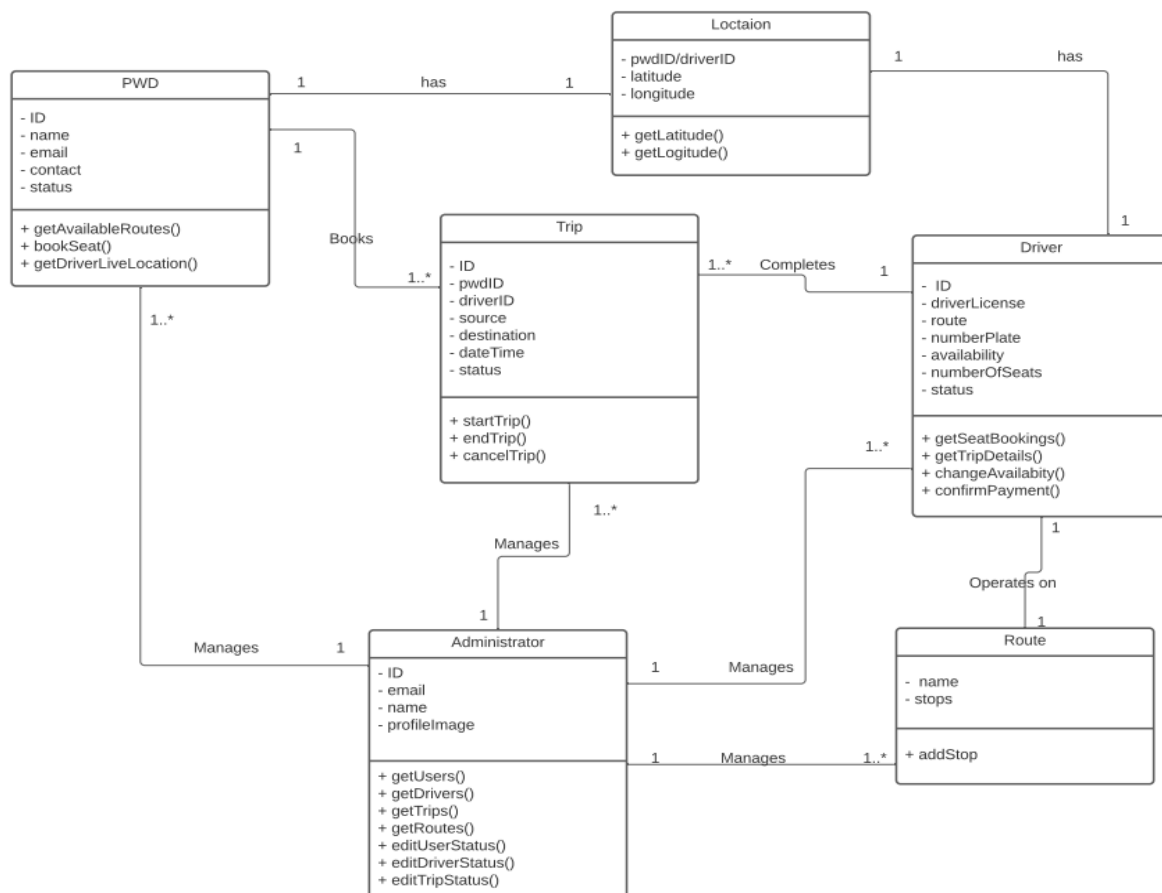 Loctaion
- pwdID/driverID
- latitude
- longitude
+ getLatitude()
+ getLogitude()
1
has
1
1
has
1
PWD
- ID
- name
- email
- contact
- status
+ getAvailableRoutes()
+ bookSeat()
+ getDriverLiveLocation()
1
Books
1..*
Trip
- ID
- pwdID
- driverID
- source
- destination
- dateTime
- status
+ startTrip()
+ endTrip()
+ cancelTrip()
1..*
Completes
1
Driver
- ID
- driverLicense
- route
- numberPlate
- availability
- numberOfSeats
- status
+ getSeatBookings()
+ getTripDetails()
+ changeAvailabity()
+ confirmPayment()
1..*
Manages
1
1..*
Manages
1
1..*
Manages
1
1
Operates on
1
Administrator
- ID
- email
- name
- profileImage
+ getUsers()
+ getDrivers()
+ getTrips()
+ getRoutes()
+ editUserStatus()
+ editDriverStatus()
+ editTripStatus()
1
Manages
1..*
Route
- name
- stops
+ addStop